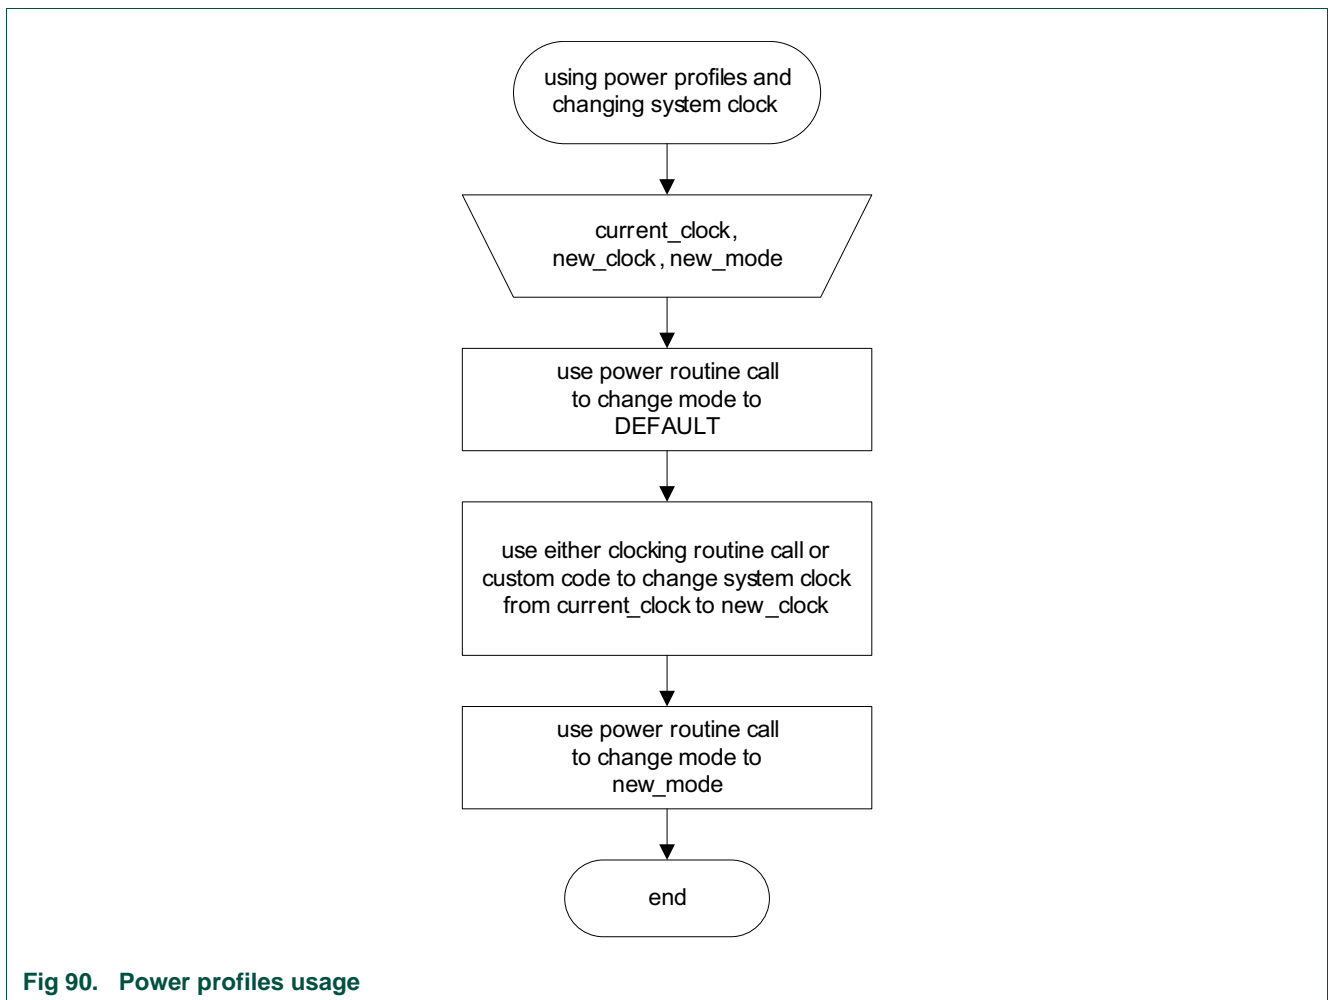 using power profiles and
changing system clock
current_clock,
new_clock, new_mode
use power routine call
to change mode to
DEFAULT
use either clocking routine call or
custom code to change system clock
from current_clock to new_clock
use power routine call
to change mode to
new_mode
end
Fig 90. Power profiles usage